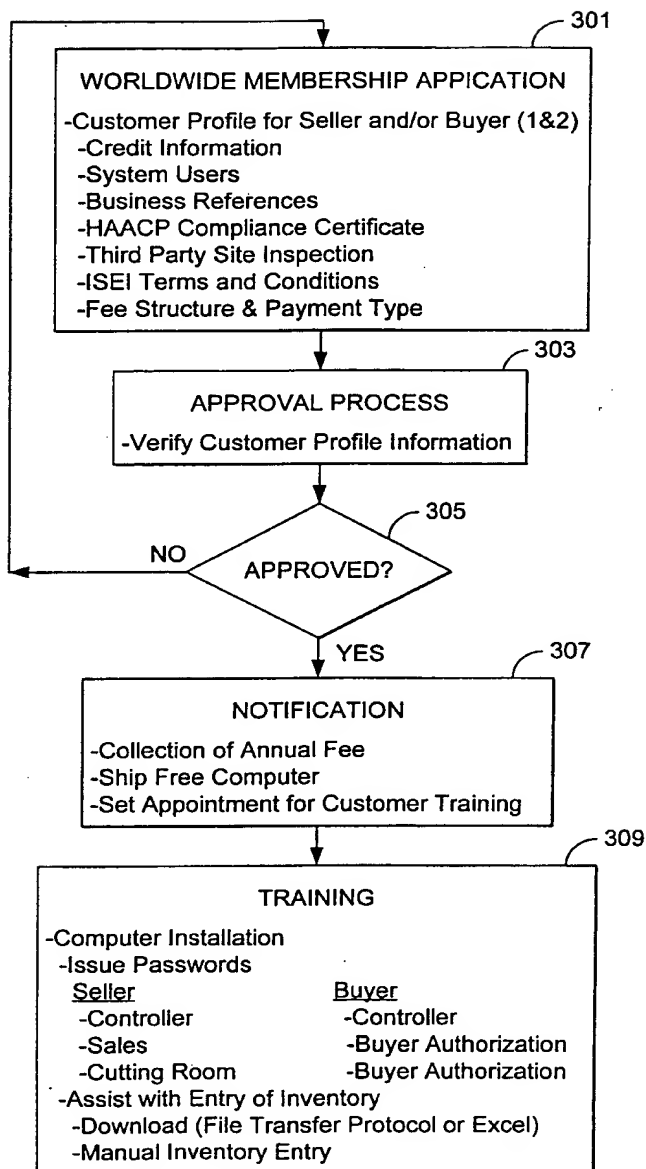 301
WORLDWIDE MEMBERSHIP APPICATION
-Customer Profile for Seller and/or Buyer (1&2)
-Credit Information
-System Users
-Business References
-HAACP Compliance Certificate
-Third Party Site Inspection
-ISEI Terms and Conditions
-Fee Structure & Payment Type
303
APPROVAL PROCESS
-Verify Customer Profile Information
305
NO
APPROVED?
YES
307
NOTIFICATION
-Collection of Annual Fee
-Ship Free Computer
-Set Appointment for Customer Training
309
TRAINING
-Computer Installation
-Issue Passwords
Seller Buyer
-Controller -Controller
-Sales -Buyer Authorization
-Cutting Room -Buyer Authorization
-Assist with Entry of Inventory
-Download (File Transfer Protocol or Excel)
-Manual Inventory Entry